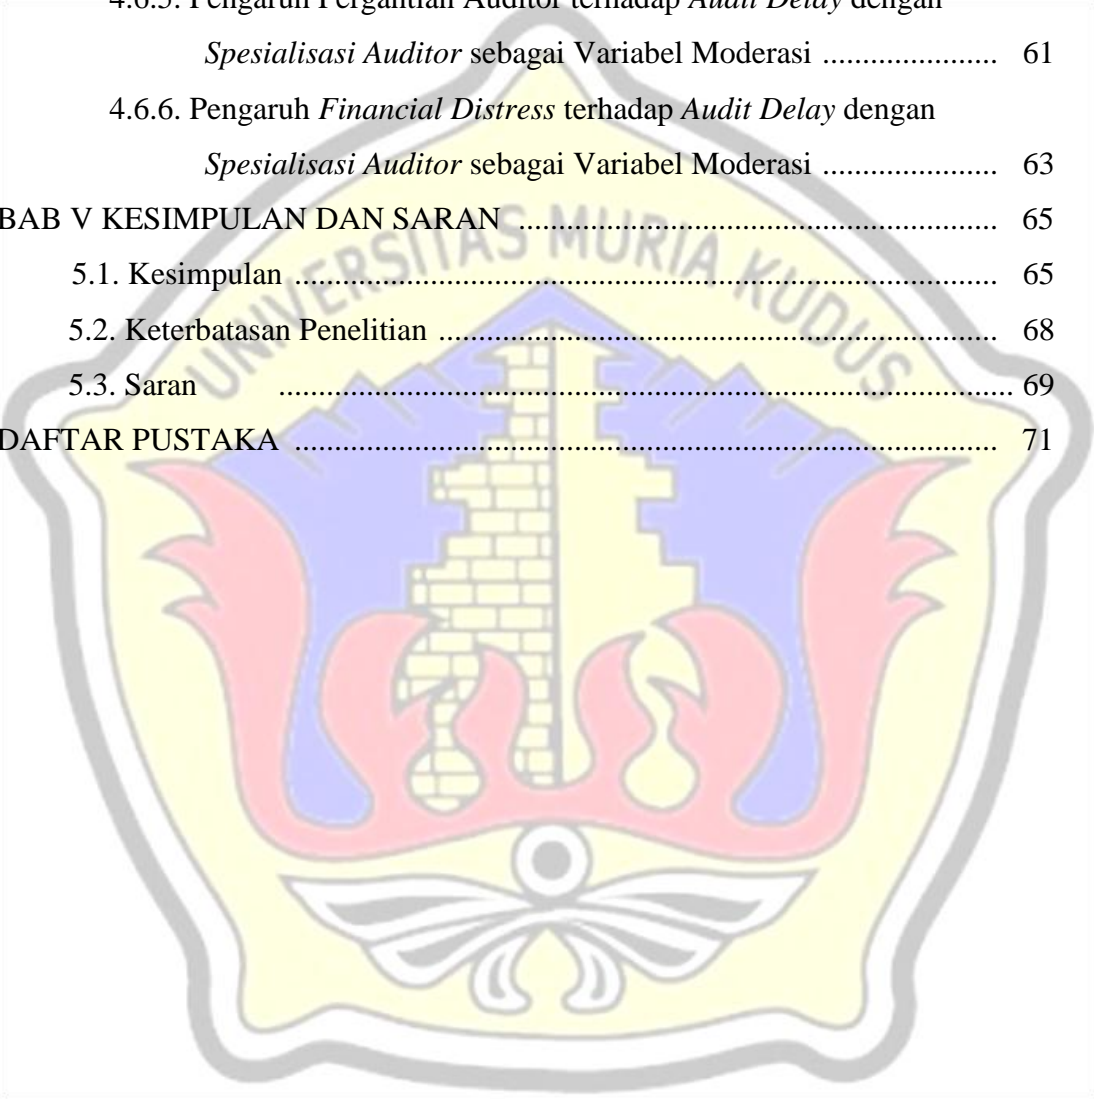 4.6.5. Pengaruh Pergantian Auditor terhadap Audit Delay dengan
Spesialisasi Auditor sebagai Variabel Moderasi ..................... 61
4.6.6. Pengaruh Financial Distress terhadap Audit Delay dengan
Spesialisasi Auditor sebagai Variabel Moderasi ..................... 63
BAB V KESIMPULAN DAN SARAN .......................................................... 65
5.1. Kesimpulan ..................................................................................... 65
5.2. Keterbatasan Penelitian ................................................................... 68
5.3. Saran ......................................................................................... 69
DAFTAR PUSTAKA ..................................................................................... 71
UNIVERSITAS MURIA KUDUS